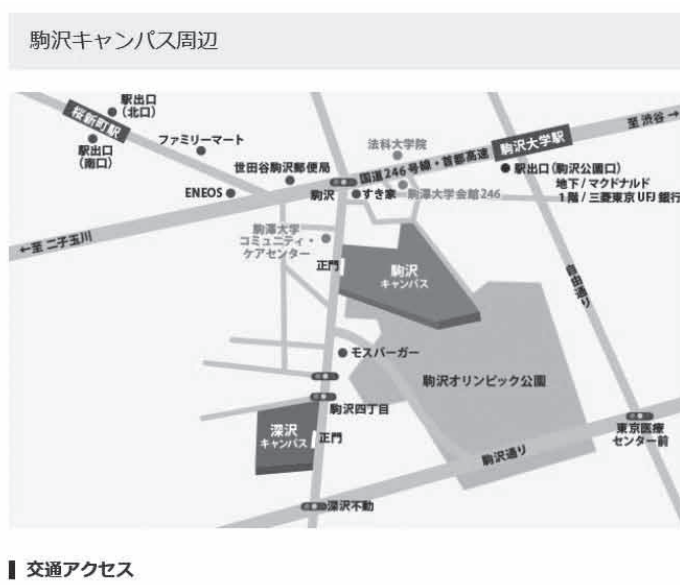 駒沢キャンパス周辺
駅出口
(北口)
桜新町駅
駅出口
(南口)
ファミリーマート
世田谷駒沢郵便局
ENEOS
法科大学院
国道246号線・首都高速
駒沢大学駅
至 渋谷→
駅出口(駒沢公園口)
地下/マクドナルド
1階/三菱東京UFJ銀行
駒沢
すき家
駒澤大学会館246
←至 二子玉川
駒澤大学
コミュニティ・
ケアセンター
正門
駒沢
キャンパス
自由通り
モスバーガー
駒沢オリンピック公園
駒沢四丁目
深沢
キャンパス
正門
東京医療
センター前
駒沢通り
深沢不動
交通アクセス